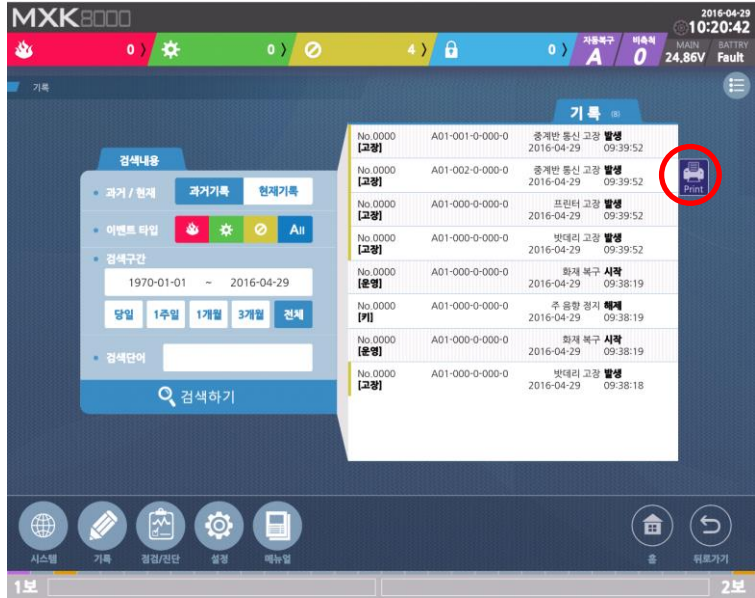 MXK8000
2016-04-29
10:20:42
0 〉
0 〉
4 〉
0 〉
자동복구
A
비축적
0
MAIN
24.86V
BATTRY
Fault
기록
검색내용
과거 / 현재 과거기록 현재기록
이벤트 타입 All
검색구간
1970-01-01 ~ 2016-04-29
당일 1주일 1개월 3개월 전체
검색단어
검색하기
기록 (8)
No.0000 A01-001-0-000-0 중계반 통신 고장 발생
[고장] 2016-04-29 09:39:52
No.0000 A01-002-0-000-0 중계반 통신 고장 발생
[고장] 2016-04-29 09:39:52
No.0000 A01-000-0-000-0 프린터 고장 발생
[고장] 2016-04-29 09:39:52
No.0000 A01-000-0-000-0 밧데리 고장 발생
[고장] 2016-04-29 09:39:52
No.0000 A01-000-0-000-0 화재 복구 시작
[운영] 2016-04-29 09:38:19
No.0000 A01-000-0-000-0 주 음향 정지 해제
[키] 2016-04-29 09:38:19
No.0000 A01-000-0-000-0 화재 복구 시작
[운영] 2016-04-29 09:38:19
No.0000 A01-000-0-000-0 밧데리 고장 발생
[고장] 2016-04-29 09:38:18
Print
시스템 기록 점검/진단 설정 메뉴얼 홈 뒤로가기
1보 2보